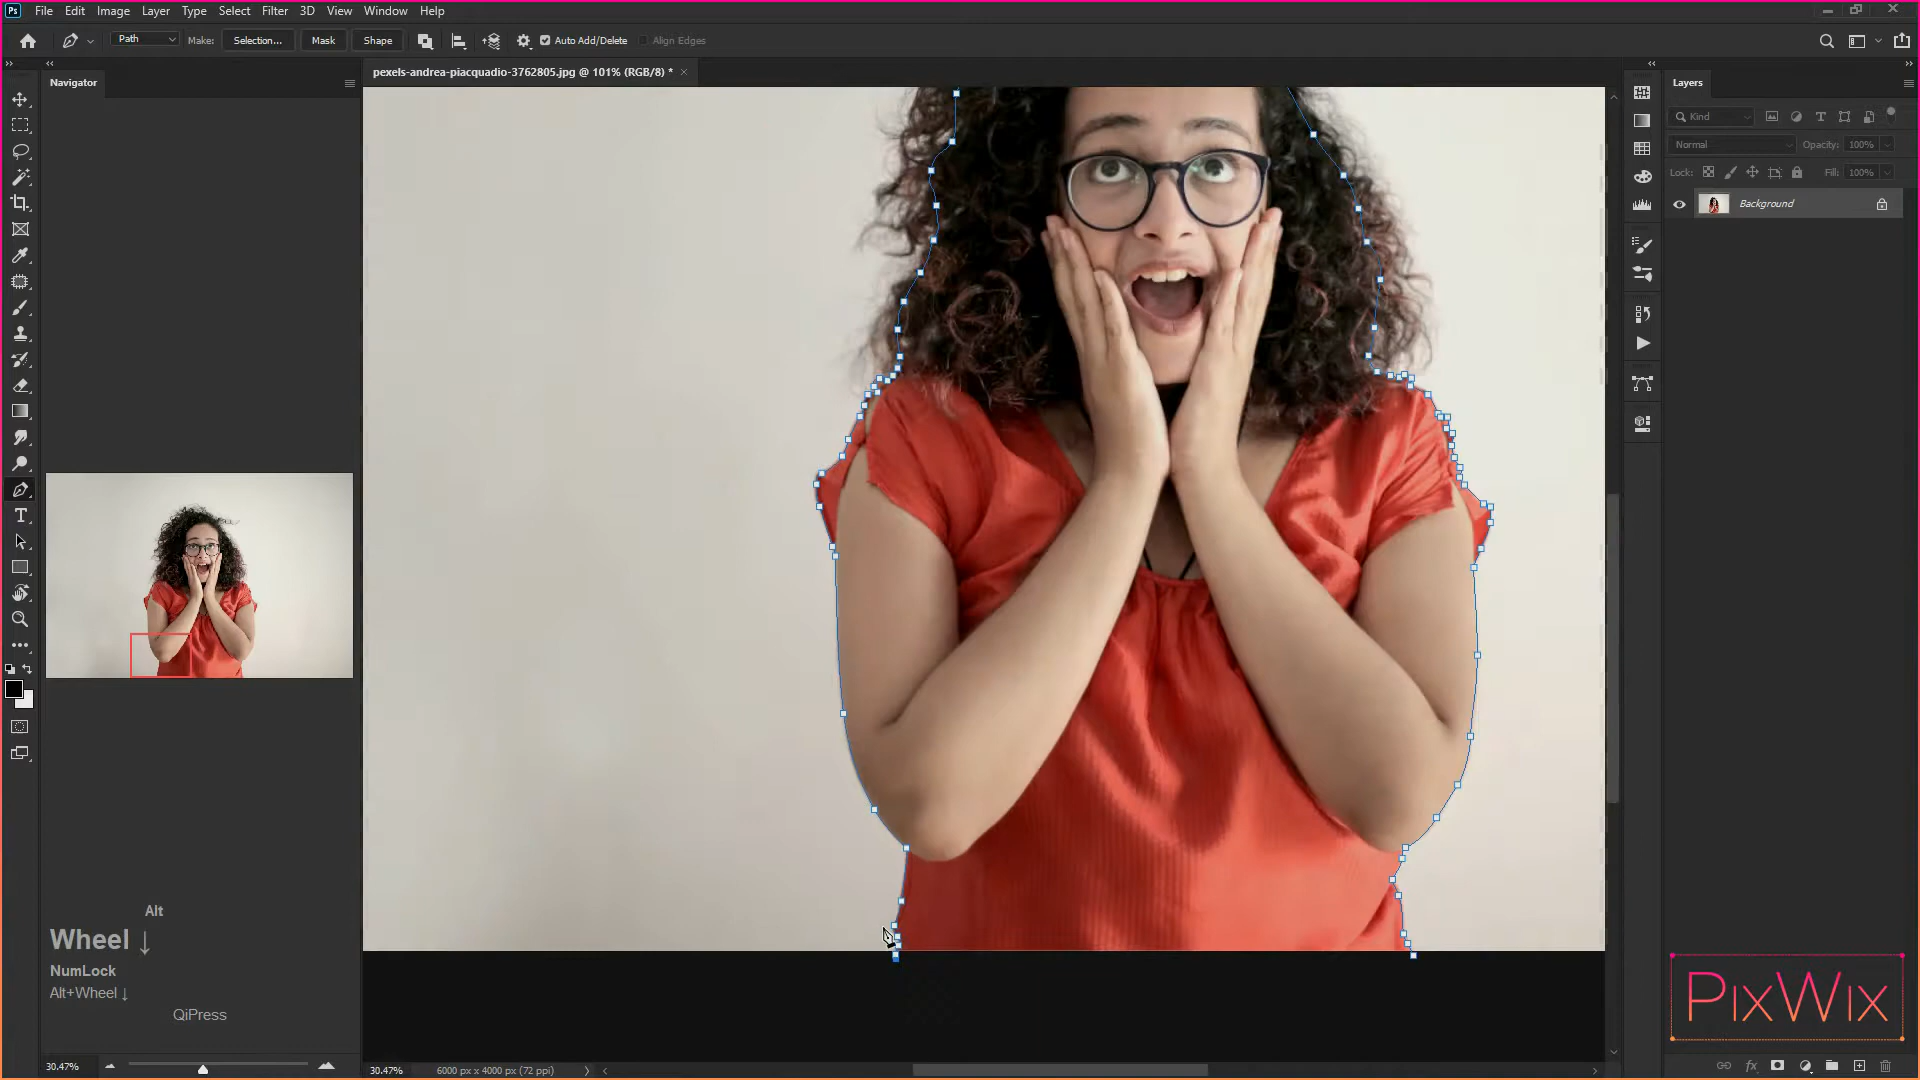 Ps File Edit Image Layer Type Select Filter 3D View Window Help
Path Make: Selection... Mask Shape Auto Add/Delete Align Edges
Navigator
pexels-andrea-piacquadio-3762805.jpg @ 101% (RGB/8) * ×
Layers
Kind
Normal Opacity: 100%
Lock: Fill: 100%
Background
T
Alt
Wheel ↓
NumLock
Alt+Wheel ↓
QiPress
PixWix
30.47%
30.47% 6000 px x 4000 px (72 ppi)
fx